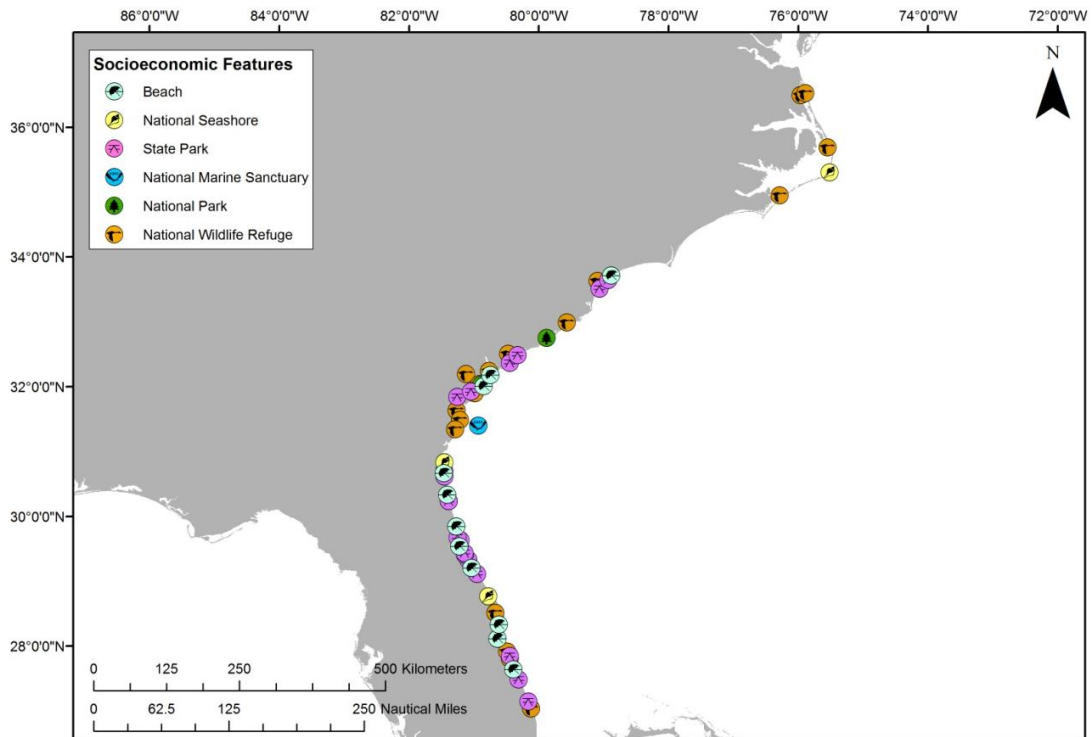 86°0'0"W 84°0'0"W 82°0'0"W 80°0'0"W 78°0'0"W 76°0'0"W 74°0'0"W 72°0'0"W
Socioeconomic Features
Beach
National Seashore
State Park
National Marine Sanctuary
National Park
National Wildlife Refuge
N
36°0'0"N
34°0'0"N
32°0'0"N
30°0'0"N
28°0'0"N
0 125 250 500 Kilometers
0 62.5 125 250 Nautical Miles